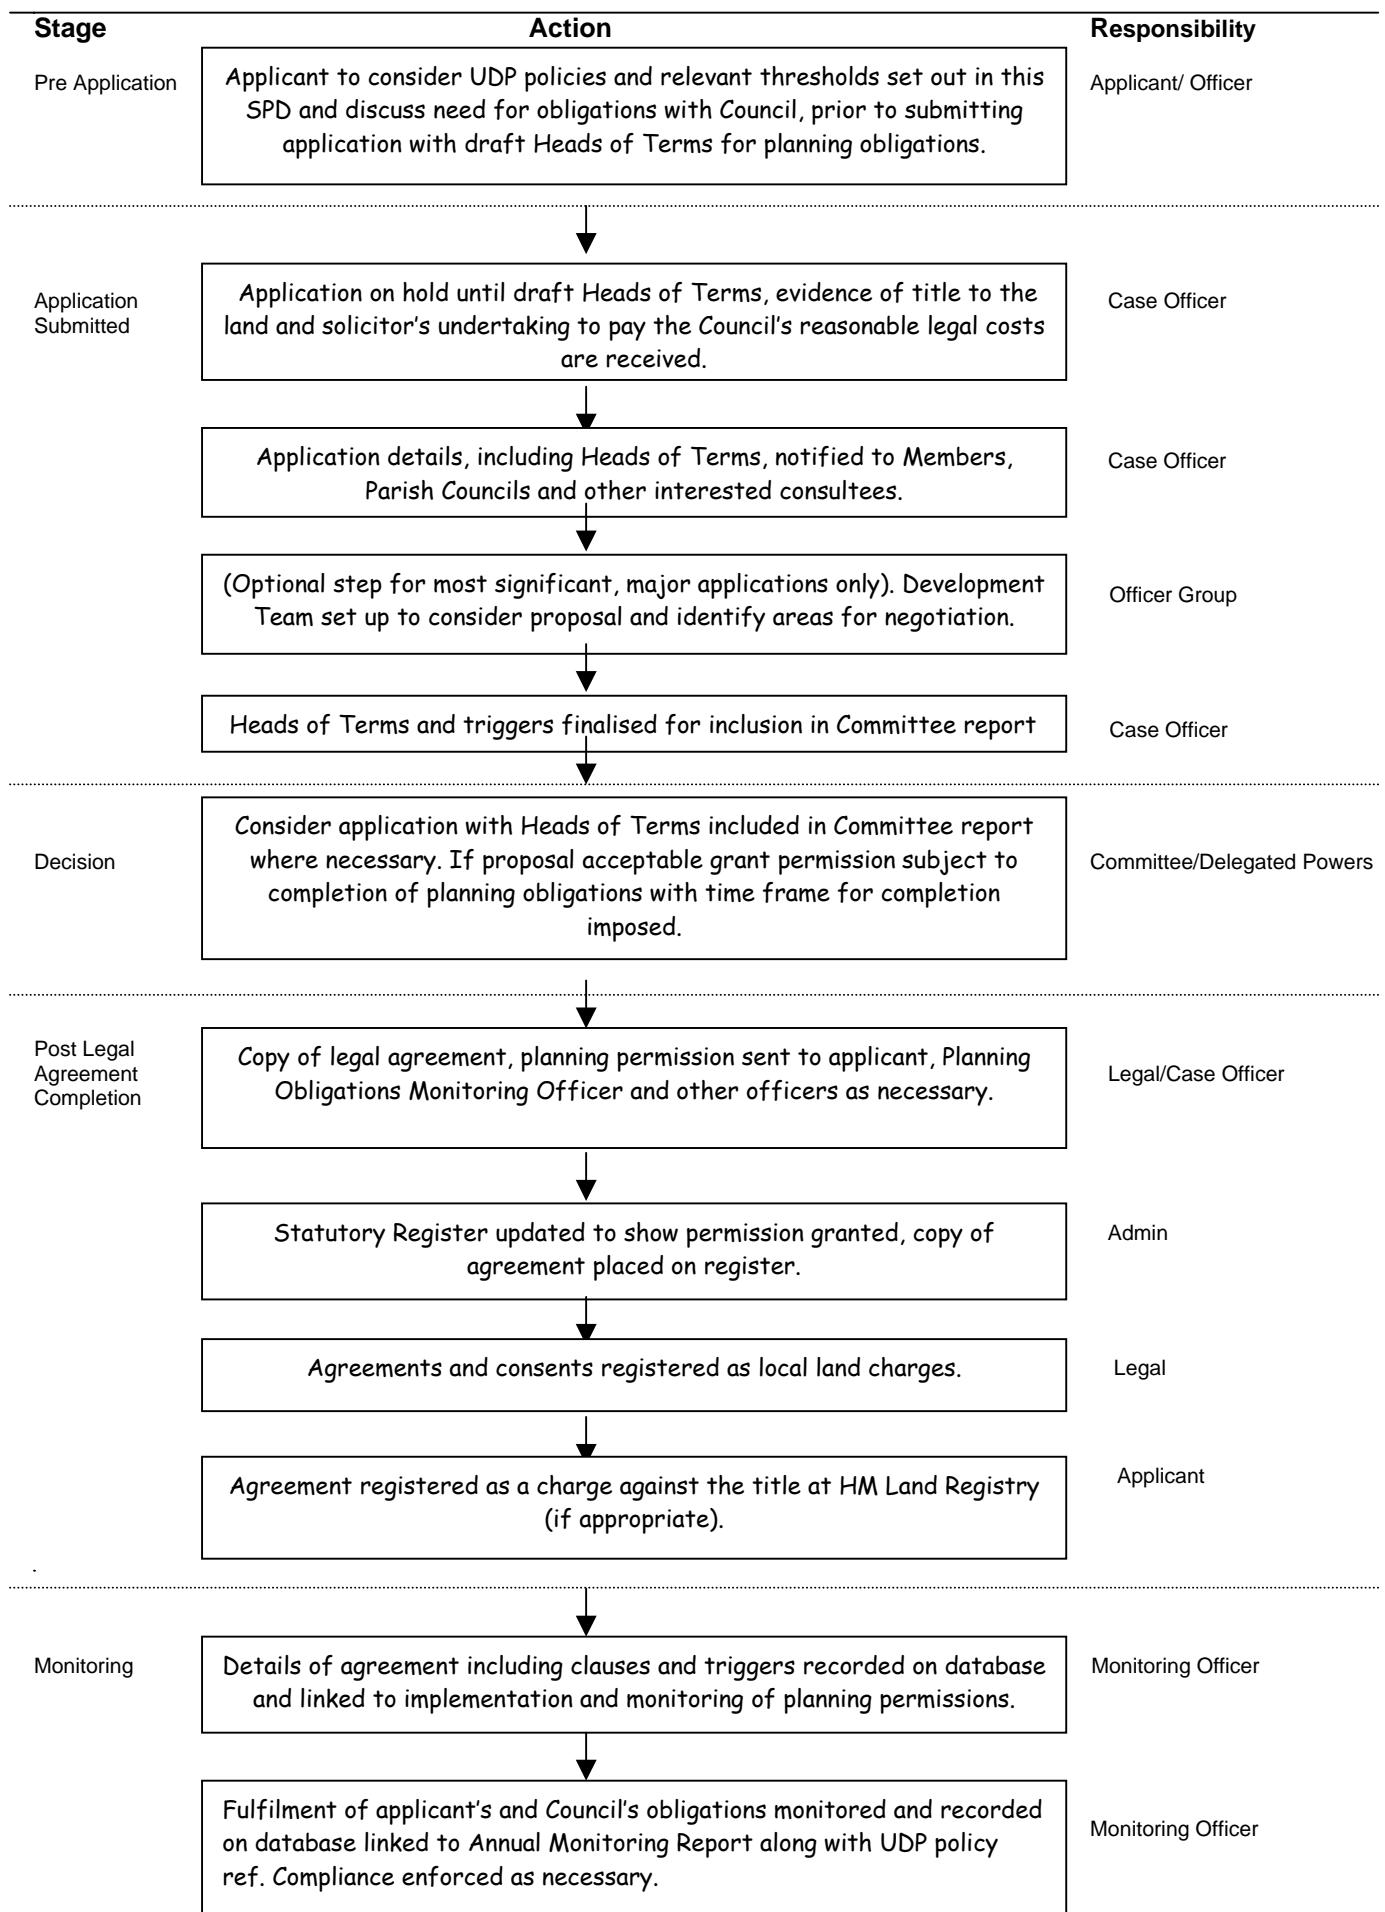 Stage Action Responsibility
Pre Application
Applicant to consider UDP policies and relevant thresholds set out in this
SPD and discuss need for obligations with Council, prior to submitting
application with draft Heads of Terms for planning obligations.
Applicant/ Officer
Application
Submitted
Application on hold until draft Heads of Terms, evidence of title to the
land and solicitor's undertaking to pay the Council's reasonable legal costs
are received.
Case Officer
Application details, including Heads of Terms, notified to Members,
Parish Councils and other interested consultees.
Case Officer
(Optional step for most significant, major applications only). Development
Team set up to consider proposal and identify areas for negotiation.
Officer Group
Heads of Terms and triggers finalised for inclusion in Committee report
Case Officer
Decision
Consider application with Heads of Terms included in Committee report
where necessary. If proposal acceptable grant permission subject to
completion of planning obligations with time frame for completion
imposed.
Committee/Delegated Powers
Post Legal
Agreement
Completion
Copy of legal agreement, planning permission sent to applicant, Planning
Obligations Monitoring Officer and other officers as necessary.
Legal/Case Officer
Statutory Register updated to show permission granted, copy of
agreement placed on register.
Admin
Agreements and consents registered as local land charges.
Legal
Agreement registered as a charge against the title at HM Land Registry
(if appropriate).
Applicant
Monitoring
Details of agreement including clauses and triggers recorded on database
and linked to implementation and monitoring of planning permissions.
Monitoring Officer
Fulfilment of applicant's and Council's obligations monitored and recorded
on database linked to Annual Monitoring Report along with UDP policy
ref. Compliance enforced as necessary.
Monitoring Officer